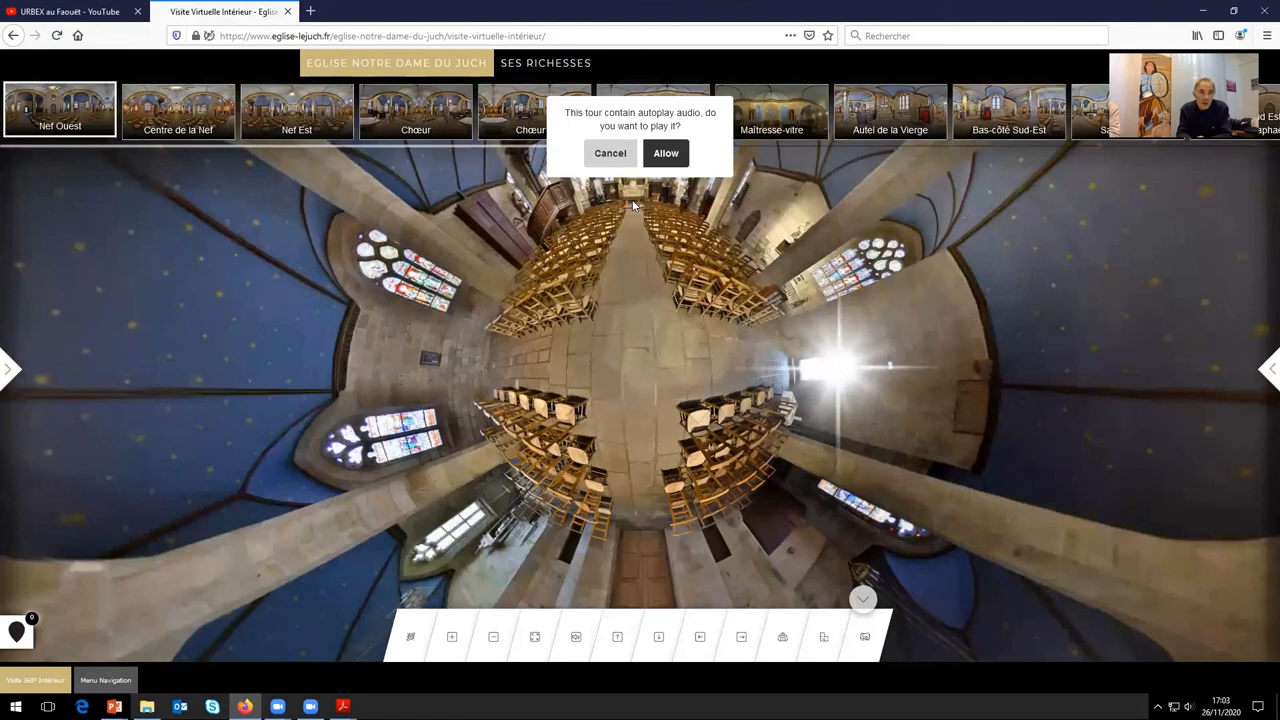 URBEX au Faouët - YouTube
Visite Virtuelle Intérieur - Eglise
https://www.eglise-lejuch.fr/eglise-notre-dame-du-juch/visite-virtuelle-intérieur/
Rechercher
EGLISE NOTRE DAME DU JUCH
SES RICHESSES
Nef Ouest
Centre de la Nef
Nef Est
Chœur
Chœur
Maîtresse-vitre
Autel de la Vierge
Bas-côté Sud-Est
This tour contain autoplay audio, do
you want to play it?
Cancel
Allow
0
Visite 360º Intérieur
Menu Navigation
17:03
26/11/2020